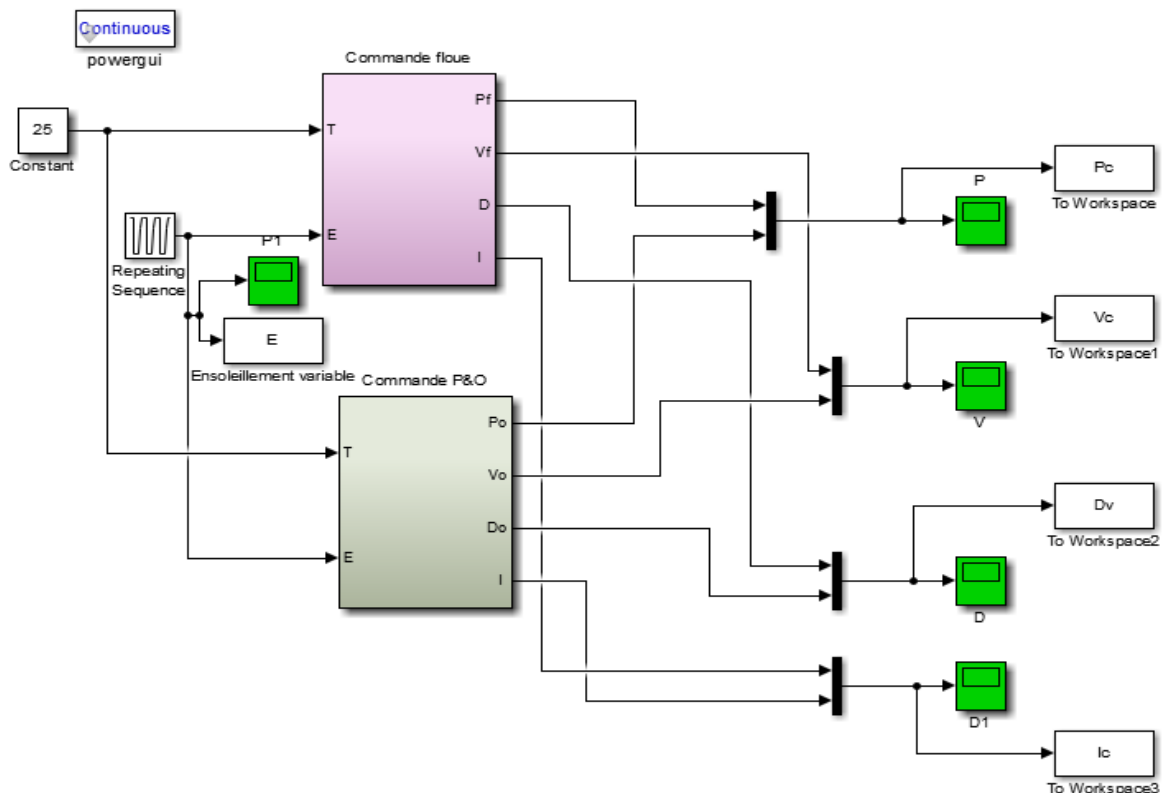 Continuous
powergui
Commande floue
25
Constant
T
E
Pf
Vf
D
I
Repeating
Sequence
P1
E
Ensoleillement variable
Commande P&O
T
E
Po
Vo
Do
I
P
Pc
To Workspace
Vc
To Workspace1
V
Dv
To Workspace2
D
D1
Ic
To Workspace3